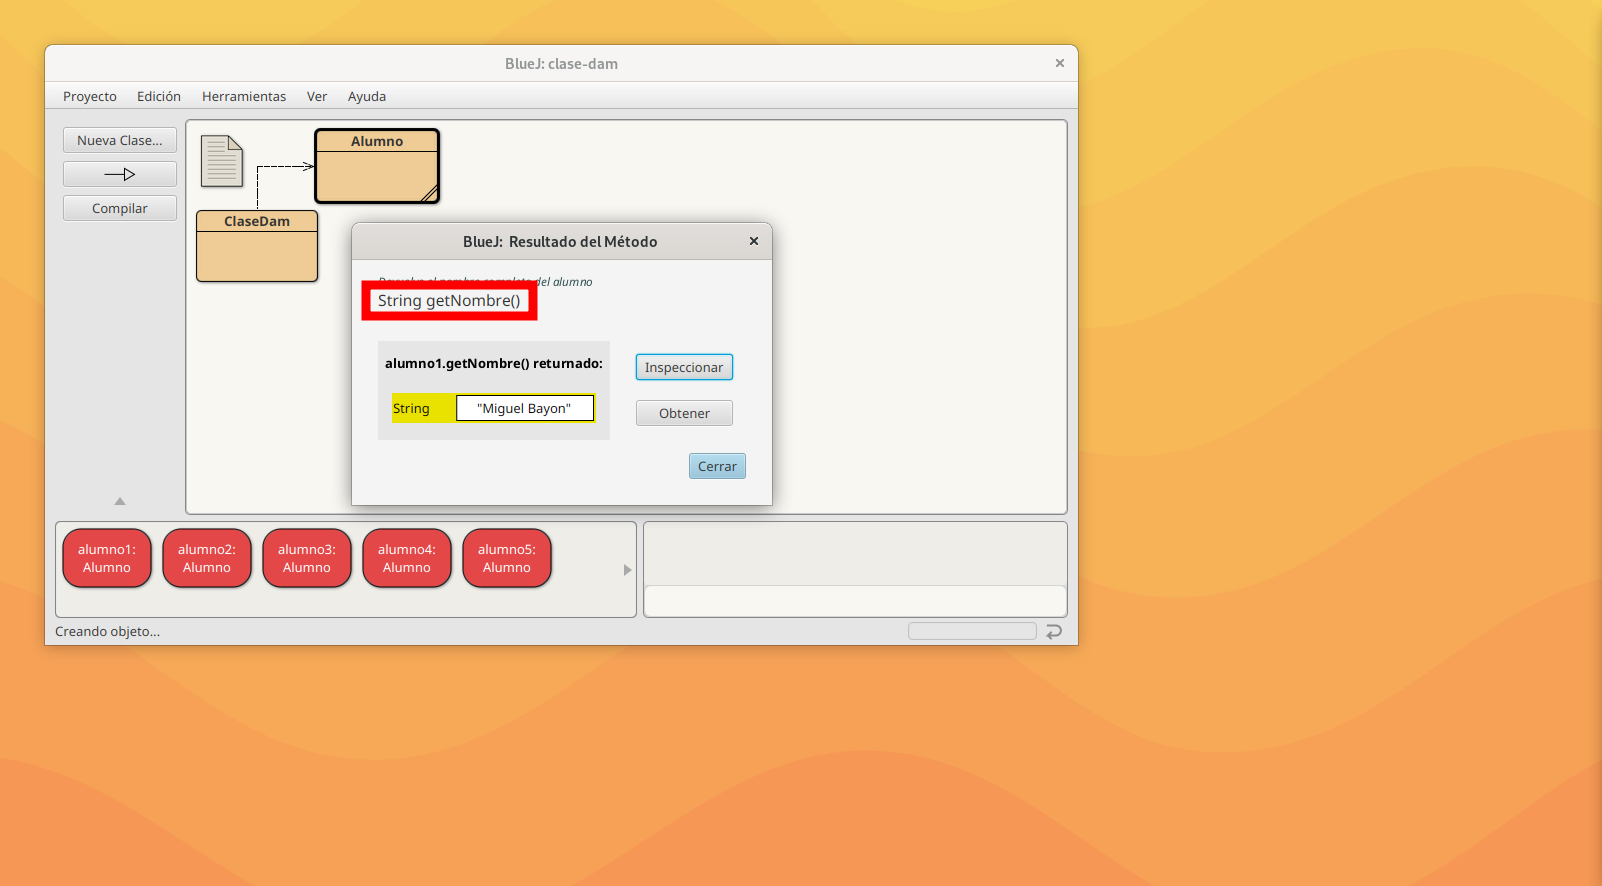 BlueJ: clase-dam
Proyecto Edición Herramientas Ver Ayuda
Nueva Clase...
Compilar
Alumno
ClaseDam
BlueJ: Resultado del Método
del alumno
String getNombre()
alumno1.getNombre() returnado:
String "Miguel Bayon"
Inspeccionar
Obtener
Cerrar
alumno1:
Alumno
alumno2:
Alumno
alumno3:
Alumno
alumno4:
Alumno
alumno5:
Alumno
Creando objeto...